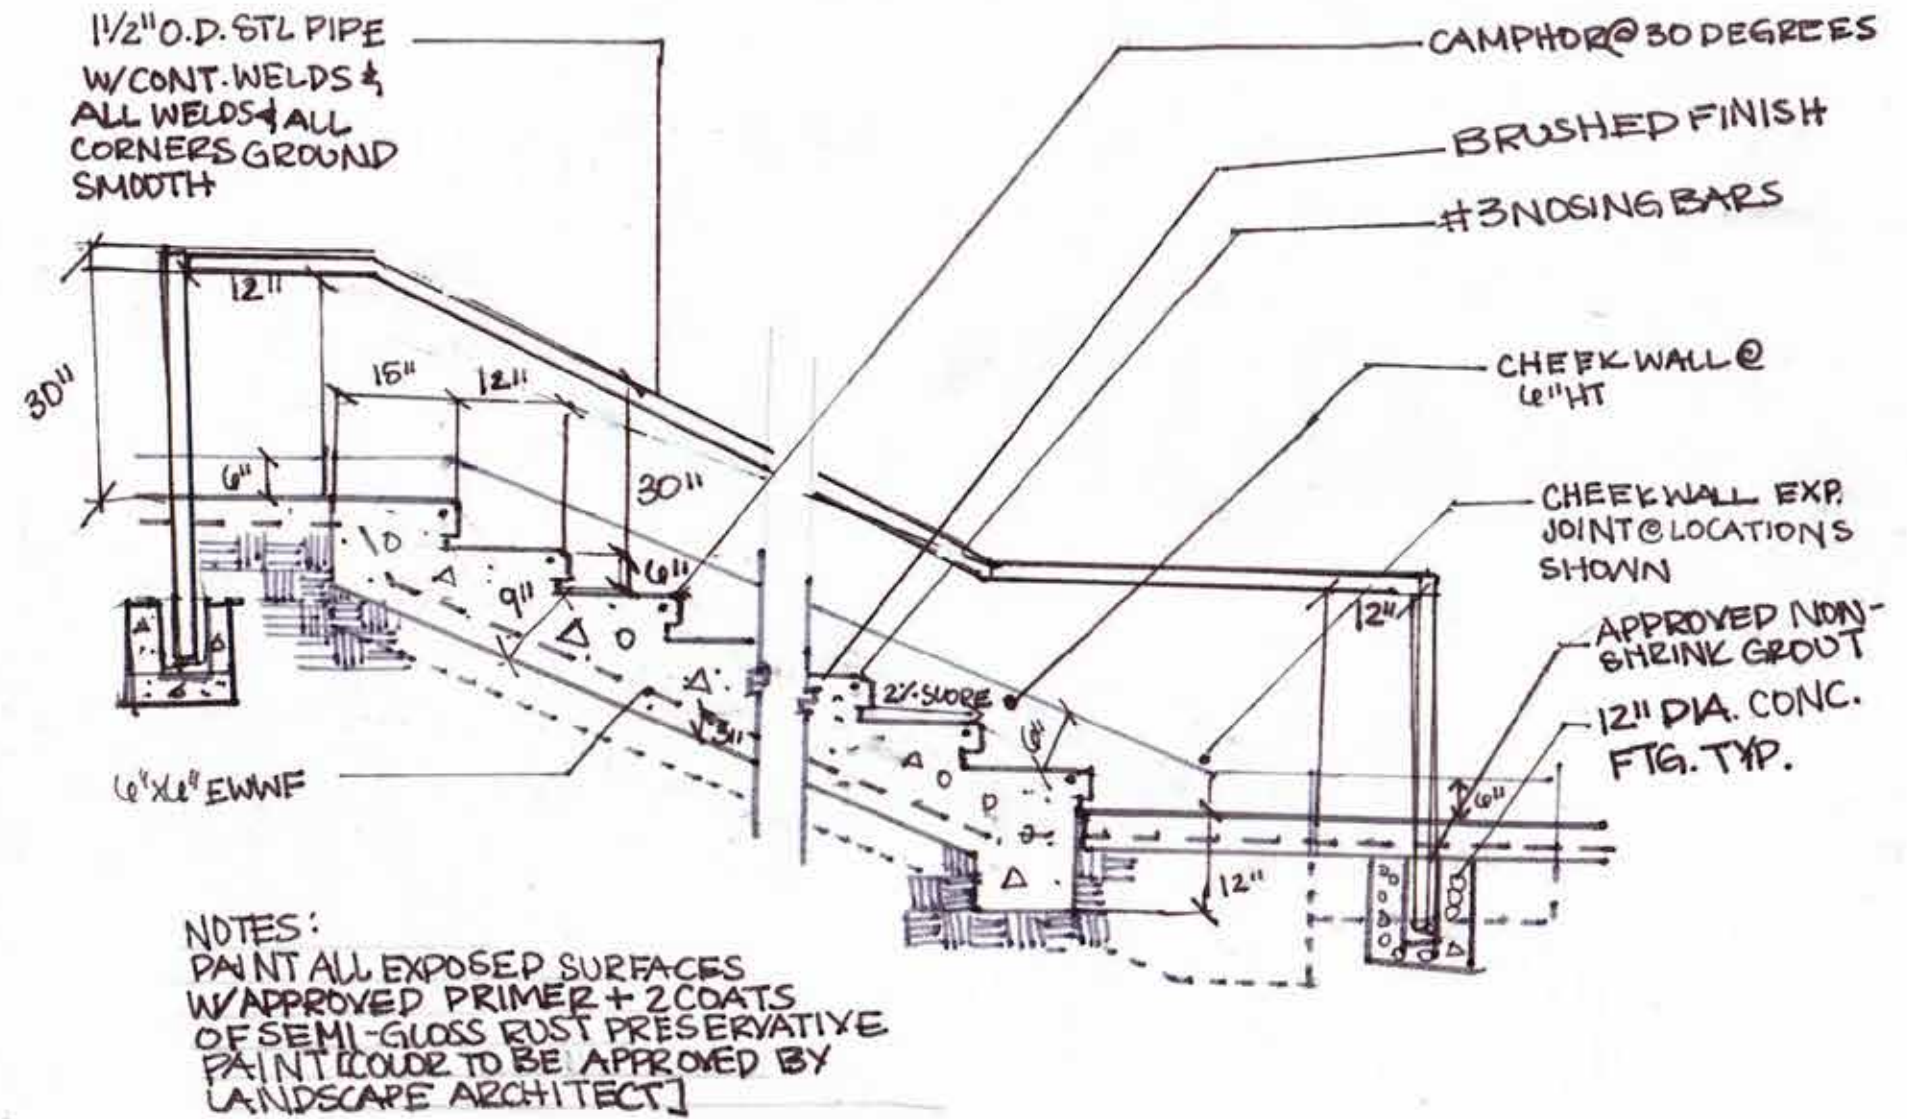 1 1/2" O.D. STL PIPE
W/CONT. WELDS &
ALL WELDS & ALL
CORNERS GROUND
SMOOTH
CAMPHOR @ 30 DEGREES
BRUSHED FINISH
#3 NOSING BARS
CHEEK WALL @
6" HT
CHEEK WALL EXP.
JOINT @ LOCATIONS
SHOWN
APPROVED NON-
SHRINK GROUT
12" DIA. CONC.
FTG. TYP.
12"
30"
15"
12"
6"
30"
6"
9"
3"
2% SLOPE
6"
12"
6"
12"
6"x6" EWWF
NOTES:
PAINT ALL EXPOSED SURFACES
W/APPROVED PRIMER + 2 COATS
OF SEMI-GLOSS RUST PRESERVATIVE
PAINT [COLOR TO BE APPROVED BY
LANDSCAPE ARCHITECT]